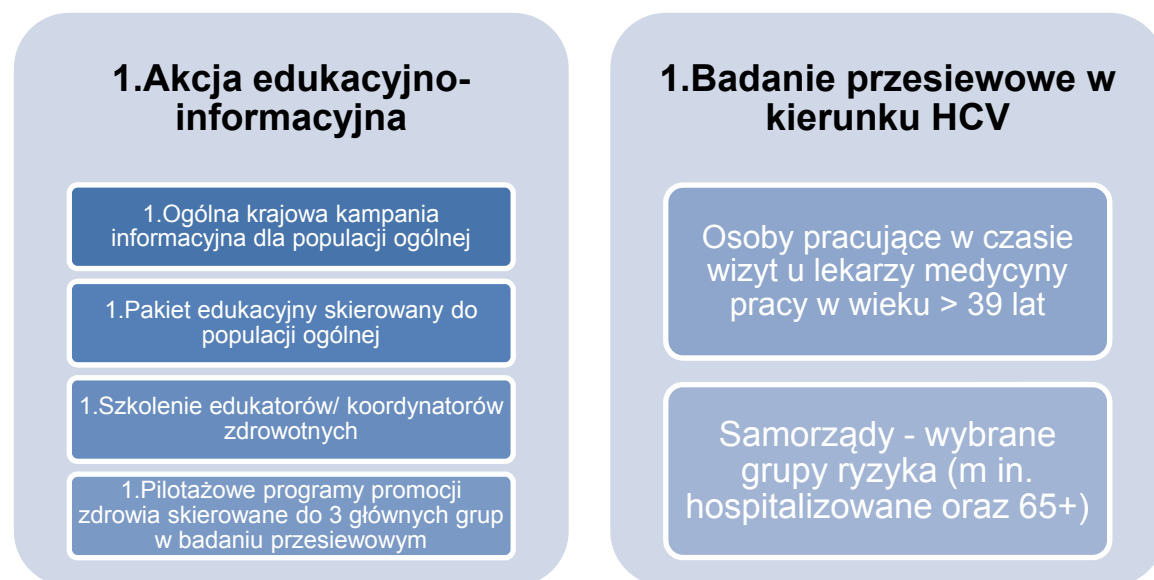 1.Akcja edukacyjno-
informacyjna
1.Ogólna krajowa kampania
informacyjna dla populacji ogólnej
1.Pakiet edukacyjny skierowany do
populacji ogólnej
1.Szkolenie edukatorów/ koordynatorów
zdrowotnych
1.Pilotażowe programy promocji
zdrowia skierowane do 3 głównych grup
w badaniu przesiewowym
1.Badanie przesiewowe w
kierunku HCV
Osoby pracujące w czasie
wizyt u lekarzy medycyny
pracy w wieku > 39 lat
Samorządy - wybrane
grupy ryzyka (m in.
hospitalizowane oraz 65+)